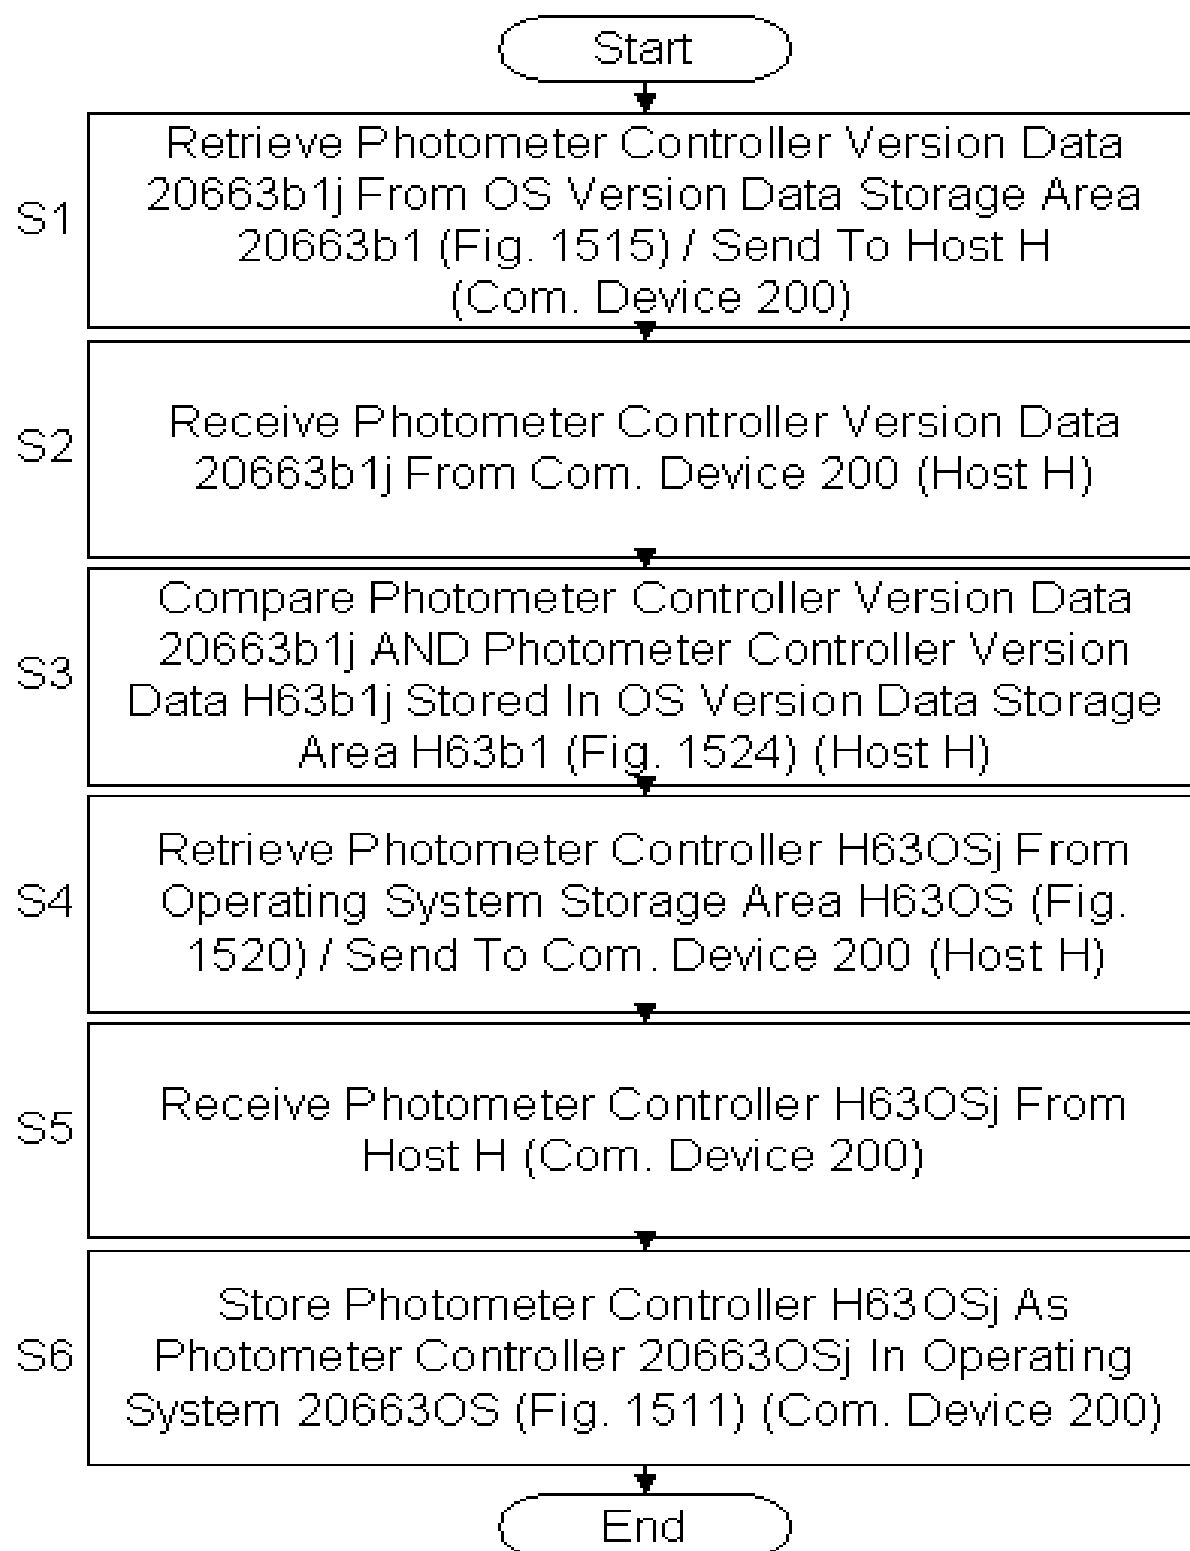 Start
S1
Retrieve Photometer Controller Version Data
20663b1j From OS Version Data Storage Area
20663b1 (Fig. 1515) / Send To Host H
(Com. Device 200)
S2
Receive Photometer Controller Version Data
20663b1j From Com. Device 200 (Host H)
S3
Compare Photometer Controller Version Data
20663b1j AND Photometer Controller Version
Data H63b1j Stored In OS Version Data Storage
Area H63b1 (Fig. 1524) (Host H)
S4
Retrieve Photometer Controller H63OSj From
Operating System Storage Area H63OS (Fig.
1520) / Send To Com. Device 200 (Host H)
S5
Receive Photometer Controller H63OSj From
Host H (Com. Device 200)
S6
Store Photometer Controller H63OSj As
Photometer Controller 20663OSj In Operating
System 20663OS (Fig. 1511) (Com. Device 200)
End